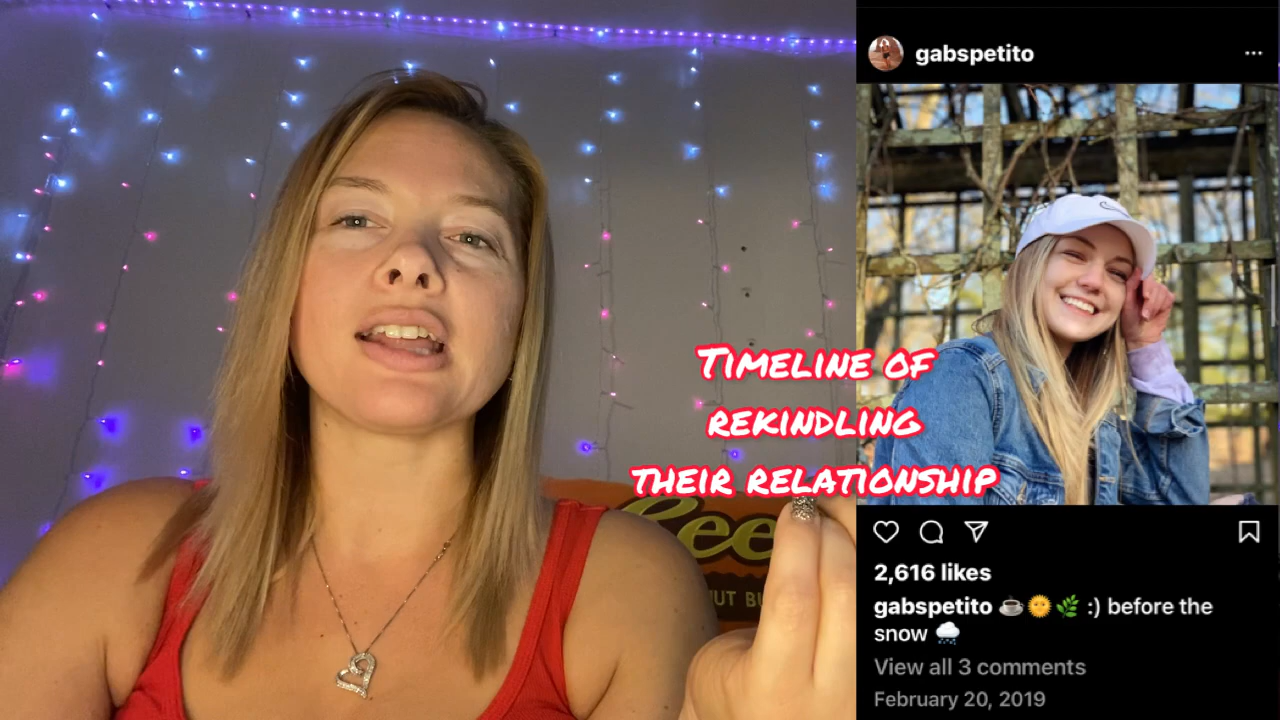 gabspetito
TIMELINE OF
REKINDLING
THEIR RELATIONSHIP
2,616 likes
gabspetito ☕🌞🌿 :) before the
snow 🌨️
View all 3 comments
February 20, 2019